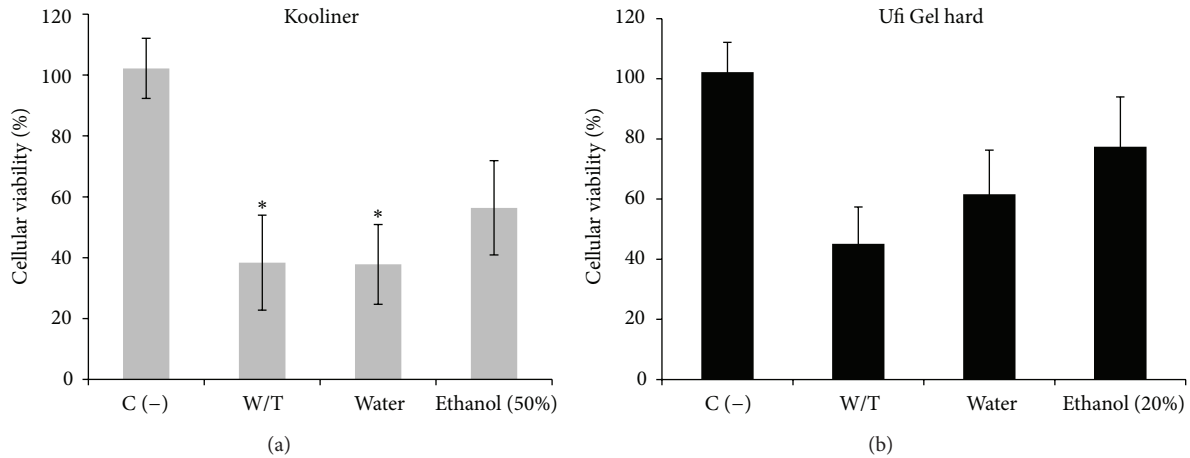 Kooliner
Cellular viability (%)
120
100
80
60
40
20
0
*
*
C (−)
W/T
Water
Ethanol (50%)
(a)
Ufi Gel hard
Cellular viability (%)
120
100
80
60
40
20
0
C (−)
W/T
Water
Ethanol (20%)
(b)